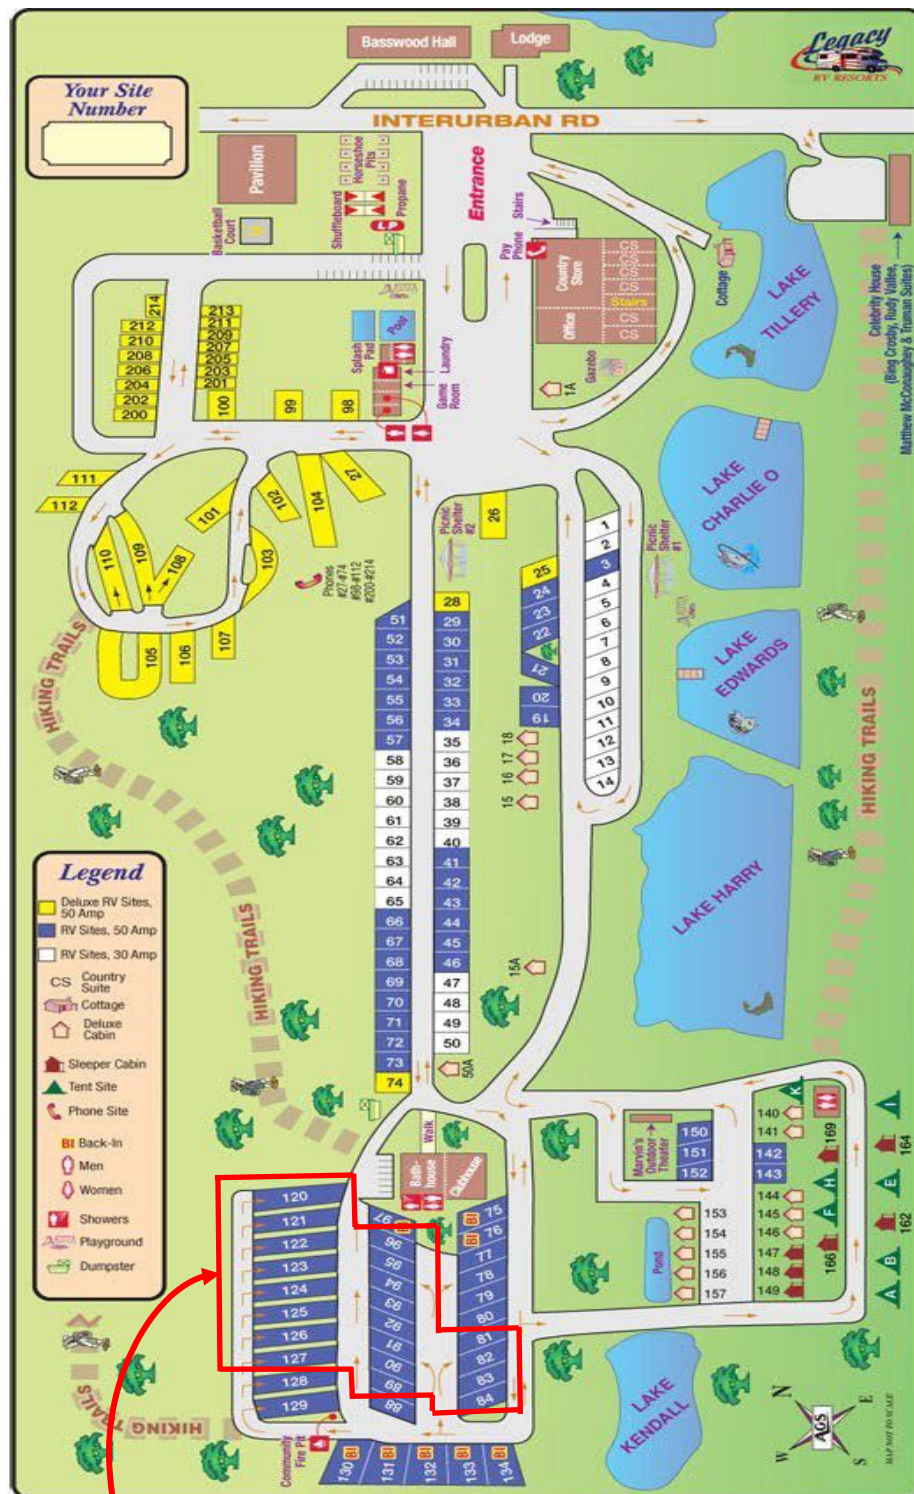 Basswood Hall
Lodge
Legacy
RV RESORTS
Your Site
Number
INTERURBAN RD
Pavilion
Horseshoe
Pits
Shuffleboard
LP
Propane
Basketball
Court
Entrance
Stairs
Pay
Phone
Country
Store
Office
CS
CS
CS
CS
Stairs
CS
CS
Cottage
Gazebo
1A
LAKE
TILLERY
Celebrity House
(Bing Crosby, Rudy Vallee,
Matthew McConaughey & Truman Suites)
Splash
Pad
Pool
Laundry
Game
Room
214
212
210
208
206
204
202
200
213
211
209
207
205
203
201
100
99
98
111
112
110
109
108
101
102
104
27
103
105
106
107
Phones
#27-#74
#98-#112
#200-#214
Picnic
Shelter
#2
26
Picnic
Shelter
#1
LAKE
CHARLIE O
LAKE
EDWARDS
LAKE HARRY
HIKING TRAILS
HIKING TRAILS
HIKING TRAILS
1
2
3
4
5
6
7
8
9
10
11
12
13
14
25
24
23
22
21
20
19
18
17
16
15
15A
28
29
30
31
32
33
34
35
36
37
38
39
40
41
42
43
44
45
46
47
48
49
50
50A
51
52
53
54
55
56
57
58
59
60
61
62
63
64
65
66
67
68
69
70
71
72
73
74
Legend
Deluxe RV Sites,
50 Amp
RV Sites, 50 Amp
RV Sites, 30 Amp
CS Country
Suite
Cottage
Deluxe
Cabin
Sleeper Cabin
Tent Site
Phone Site
BI Back-In
Men
Women
Showers
Playground
Dumpster
Walk
Bath-
house
Clubhouse
Marvin's
Outdoor
Theater
150
151
152
153
154
155
156
157
Pond
K
140
141
142
143
144
145
146
147
148
149
169
H
F
166
I
164
E
162
B
A
120
121
122
123
124
125
126
127
128
129
97 BI
96
95
94
93
92
91
90
89
88
BI 75
BI 76
77
78
79
80
81
82
83
84
130 BI
131 BI
132 BI
133 BI
134 BI
Community
Fire Pit
HIKING TRAILS
LAKE
KENDALL
N
W
E
S
AGS
MAP NOT TO SCALE